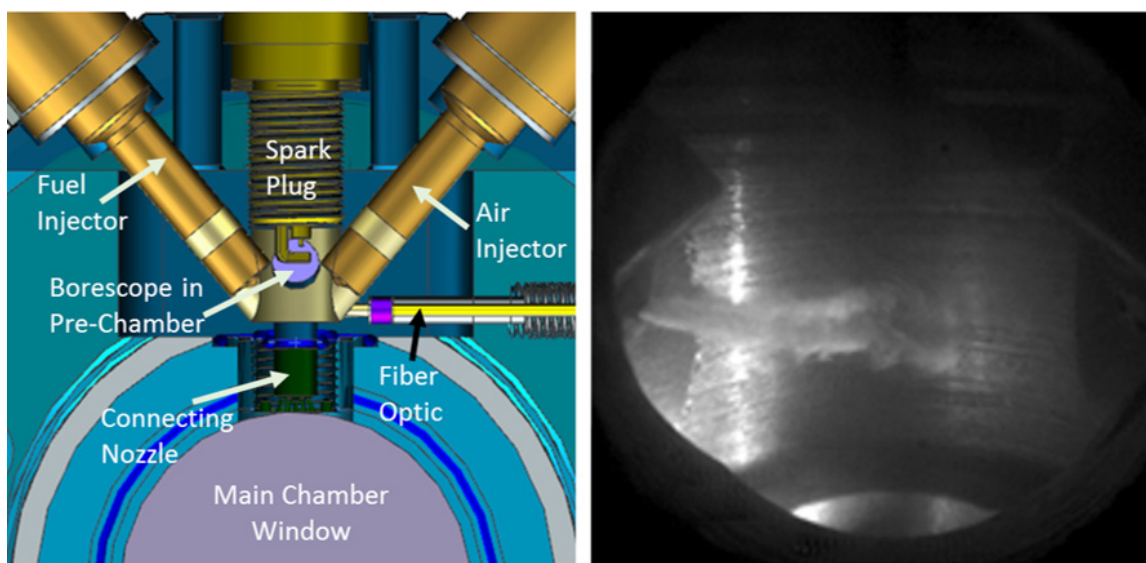 Spark
Plug
Fuel
Injector
Air
Injector
Borescope in
Pre-Chamber
Fiber
Optic
Connecting
Nozzle
Main Chamber
Window